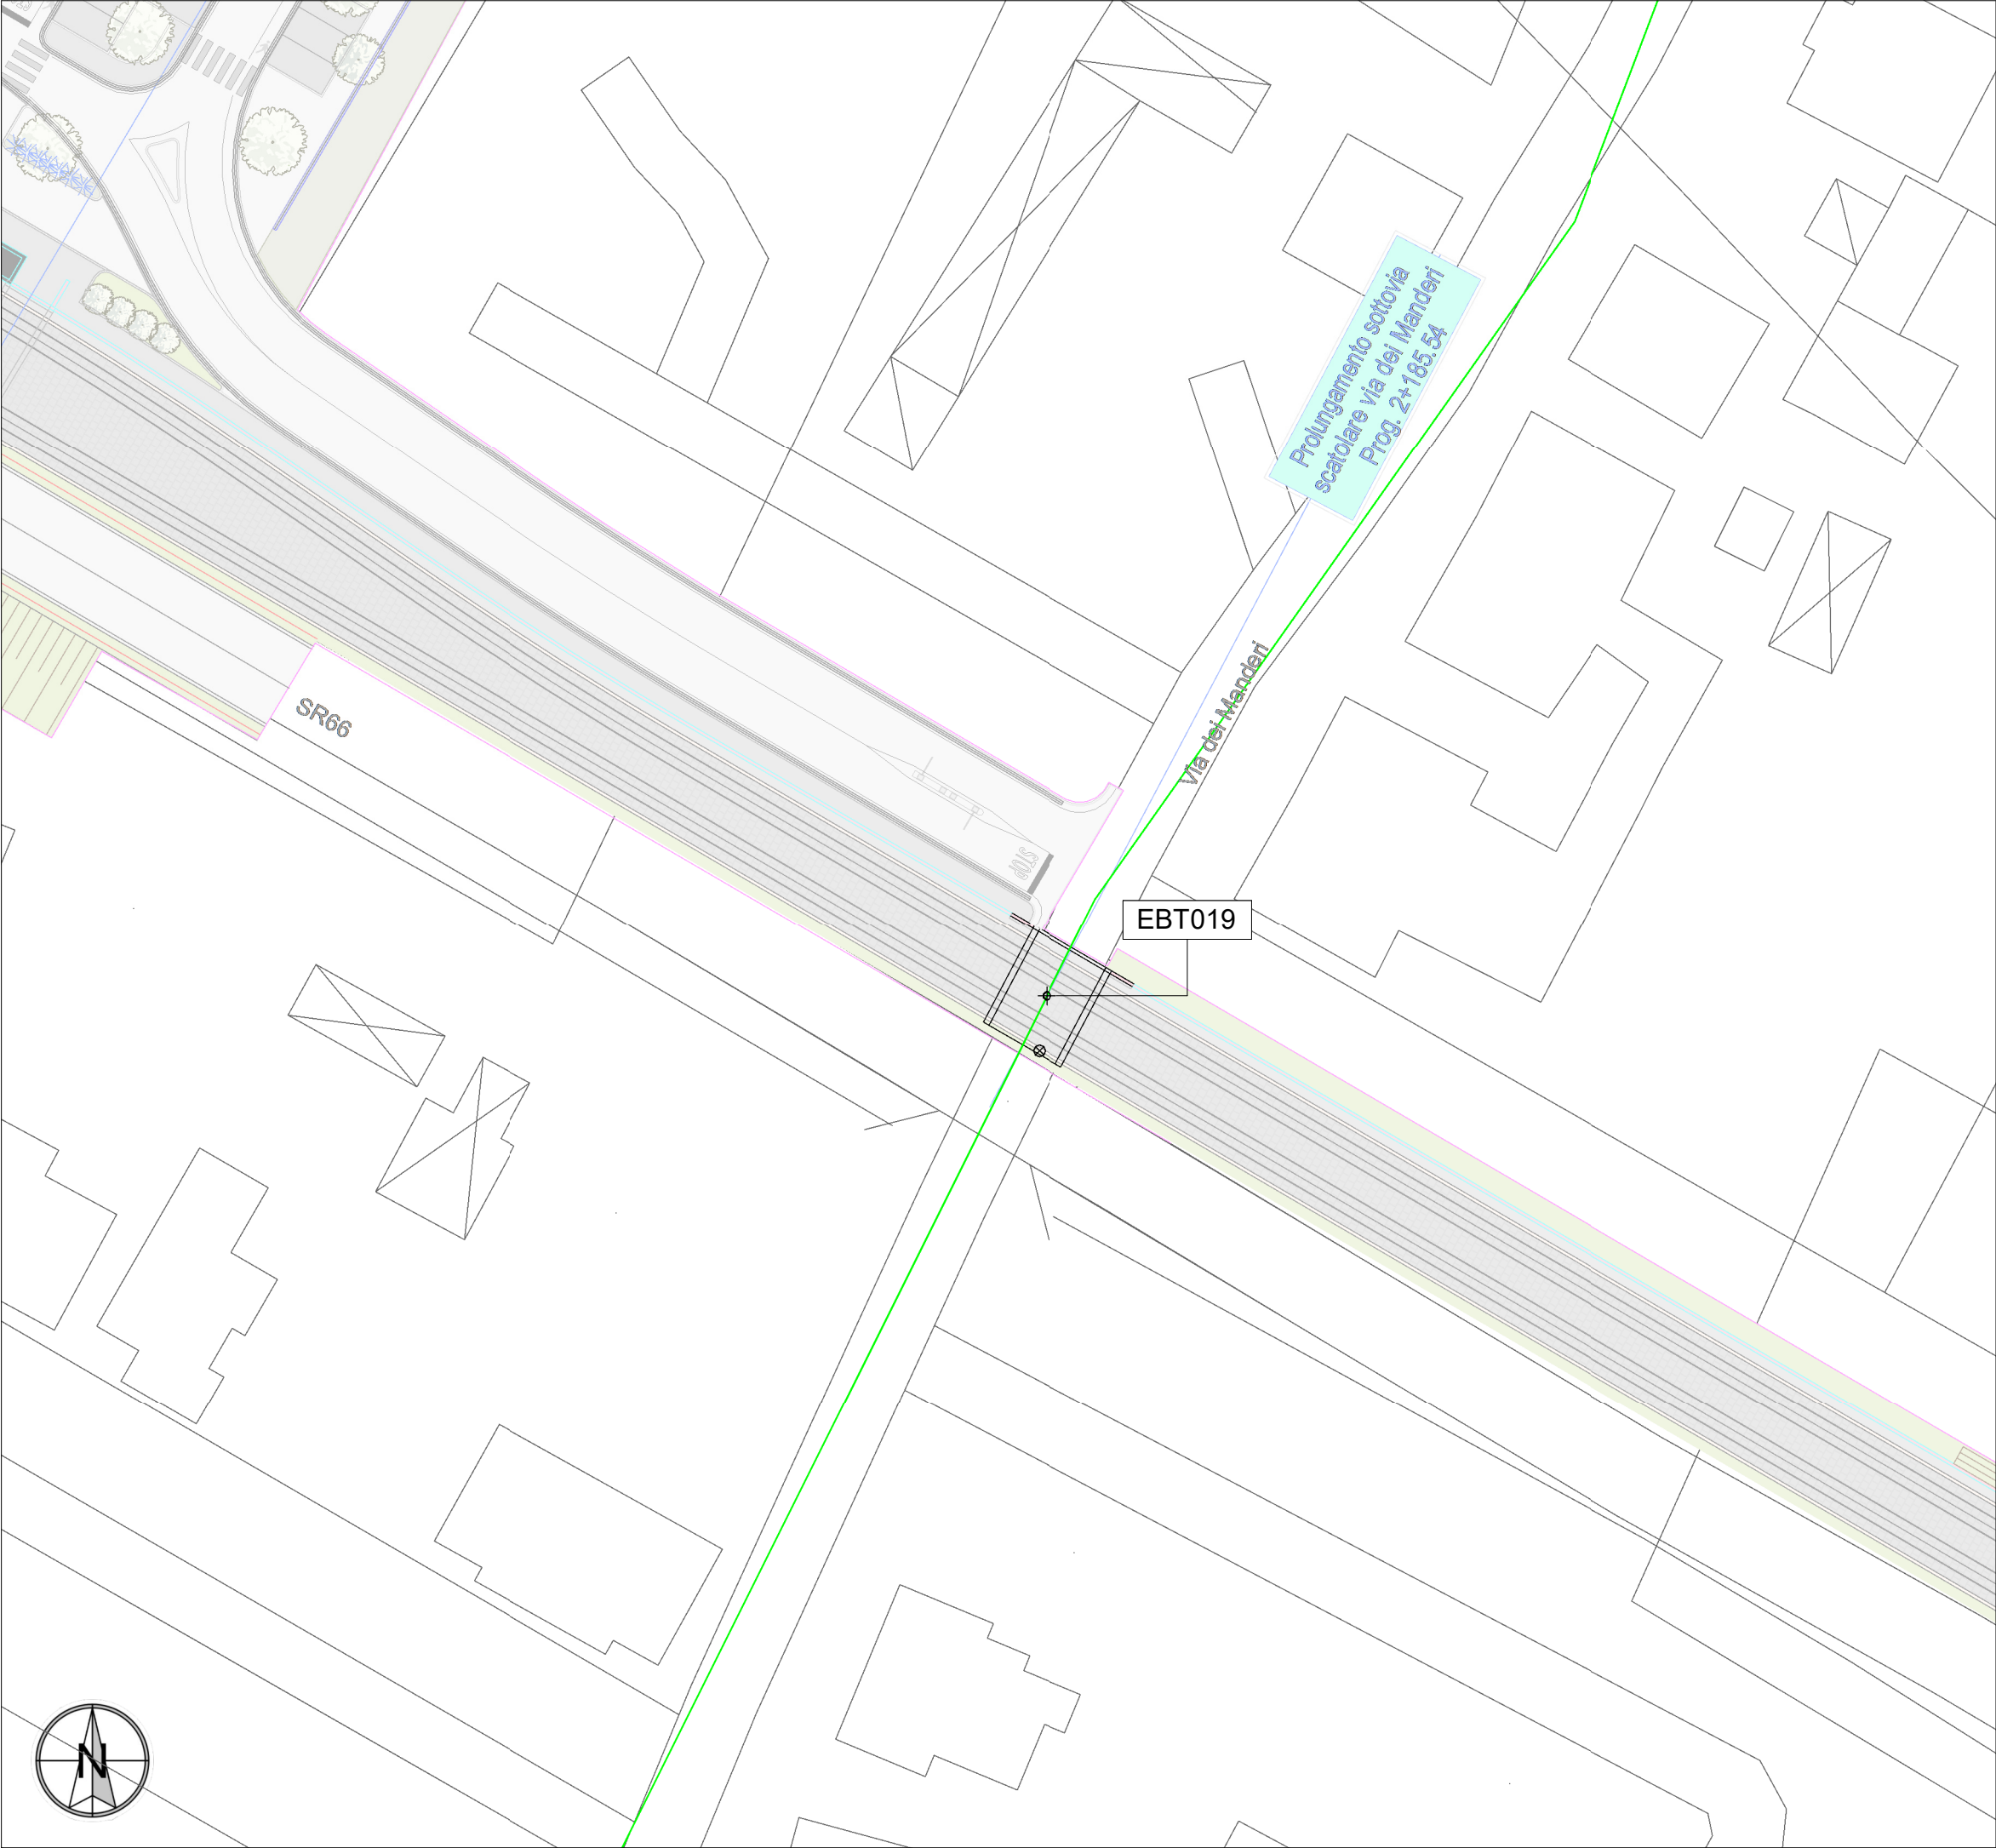 Prolungamento sottovia
scatolare via dei Manderi
Prog. 2+185.54
Via dei Manderi
SR66
STOP
EBT019
N